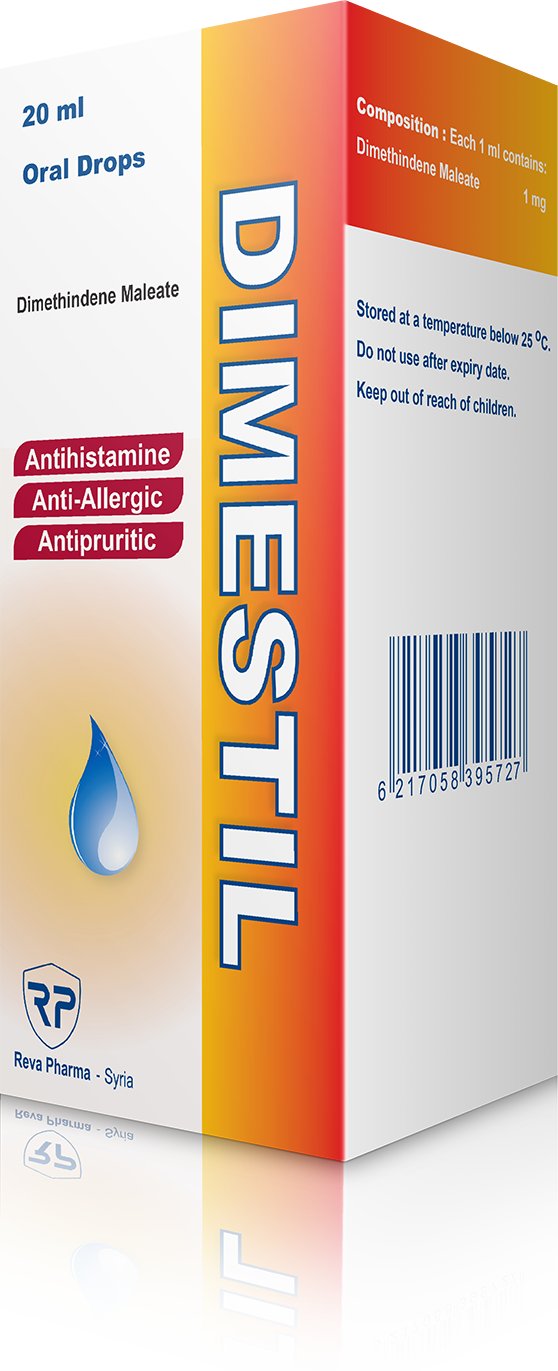 20 ml
Oral Drops
Dimethindene Maleate
Antihistamine
Anti-Allergic
Antipruritic
RP
Reva Pharma - Syria
DIMESTIL
Composition : Each 1 ml contains:
Dimethindene Maleate 1 mg
Stored at a temperature below 25 ºC.
Do not use after expiry date.
Keep out of reach of children.
6 217058 395727